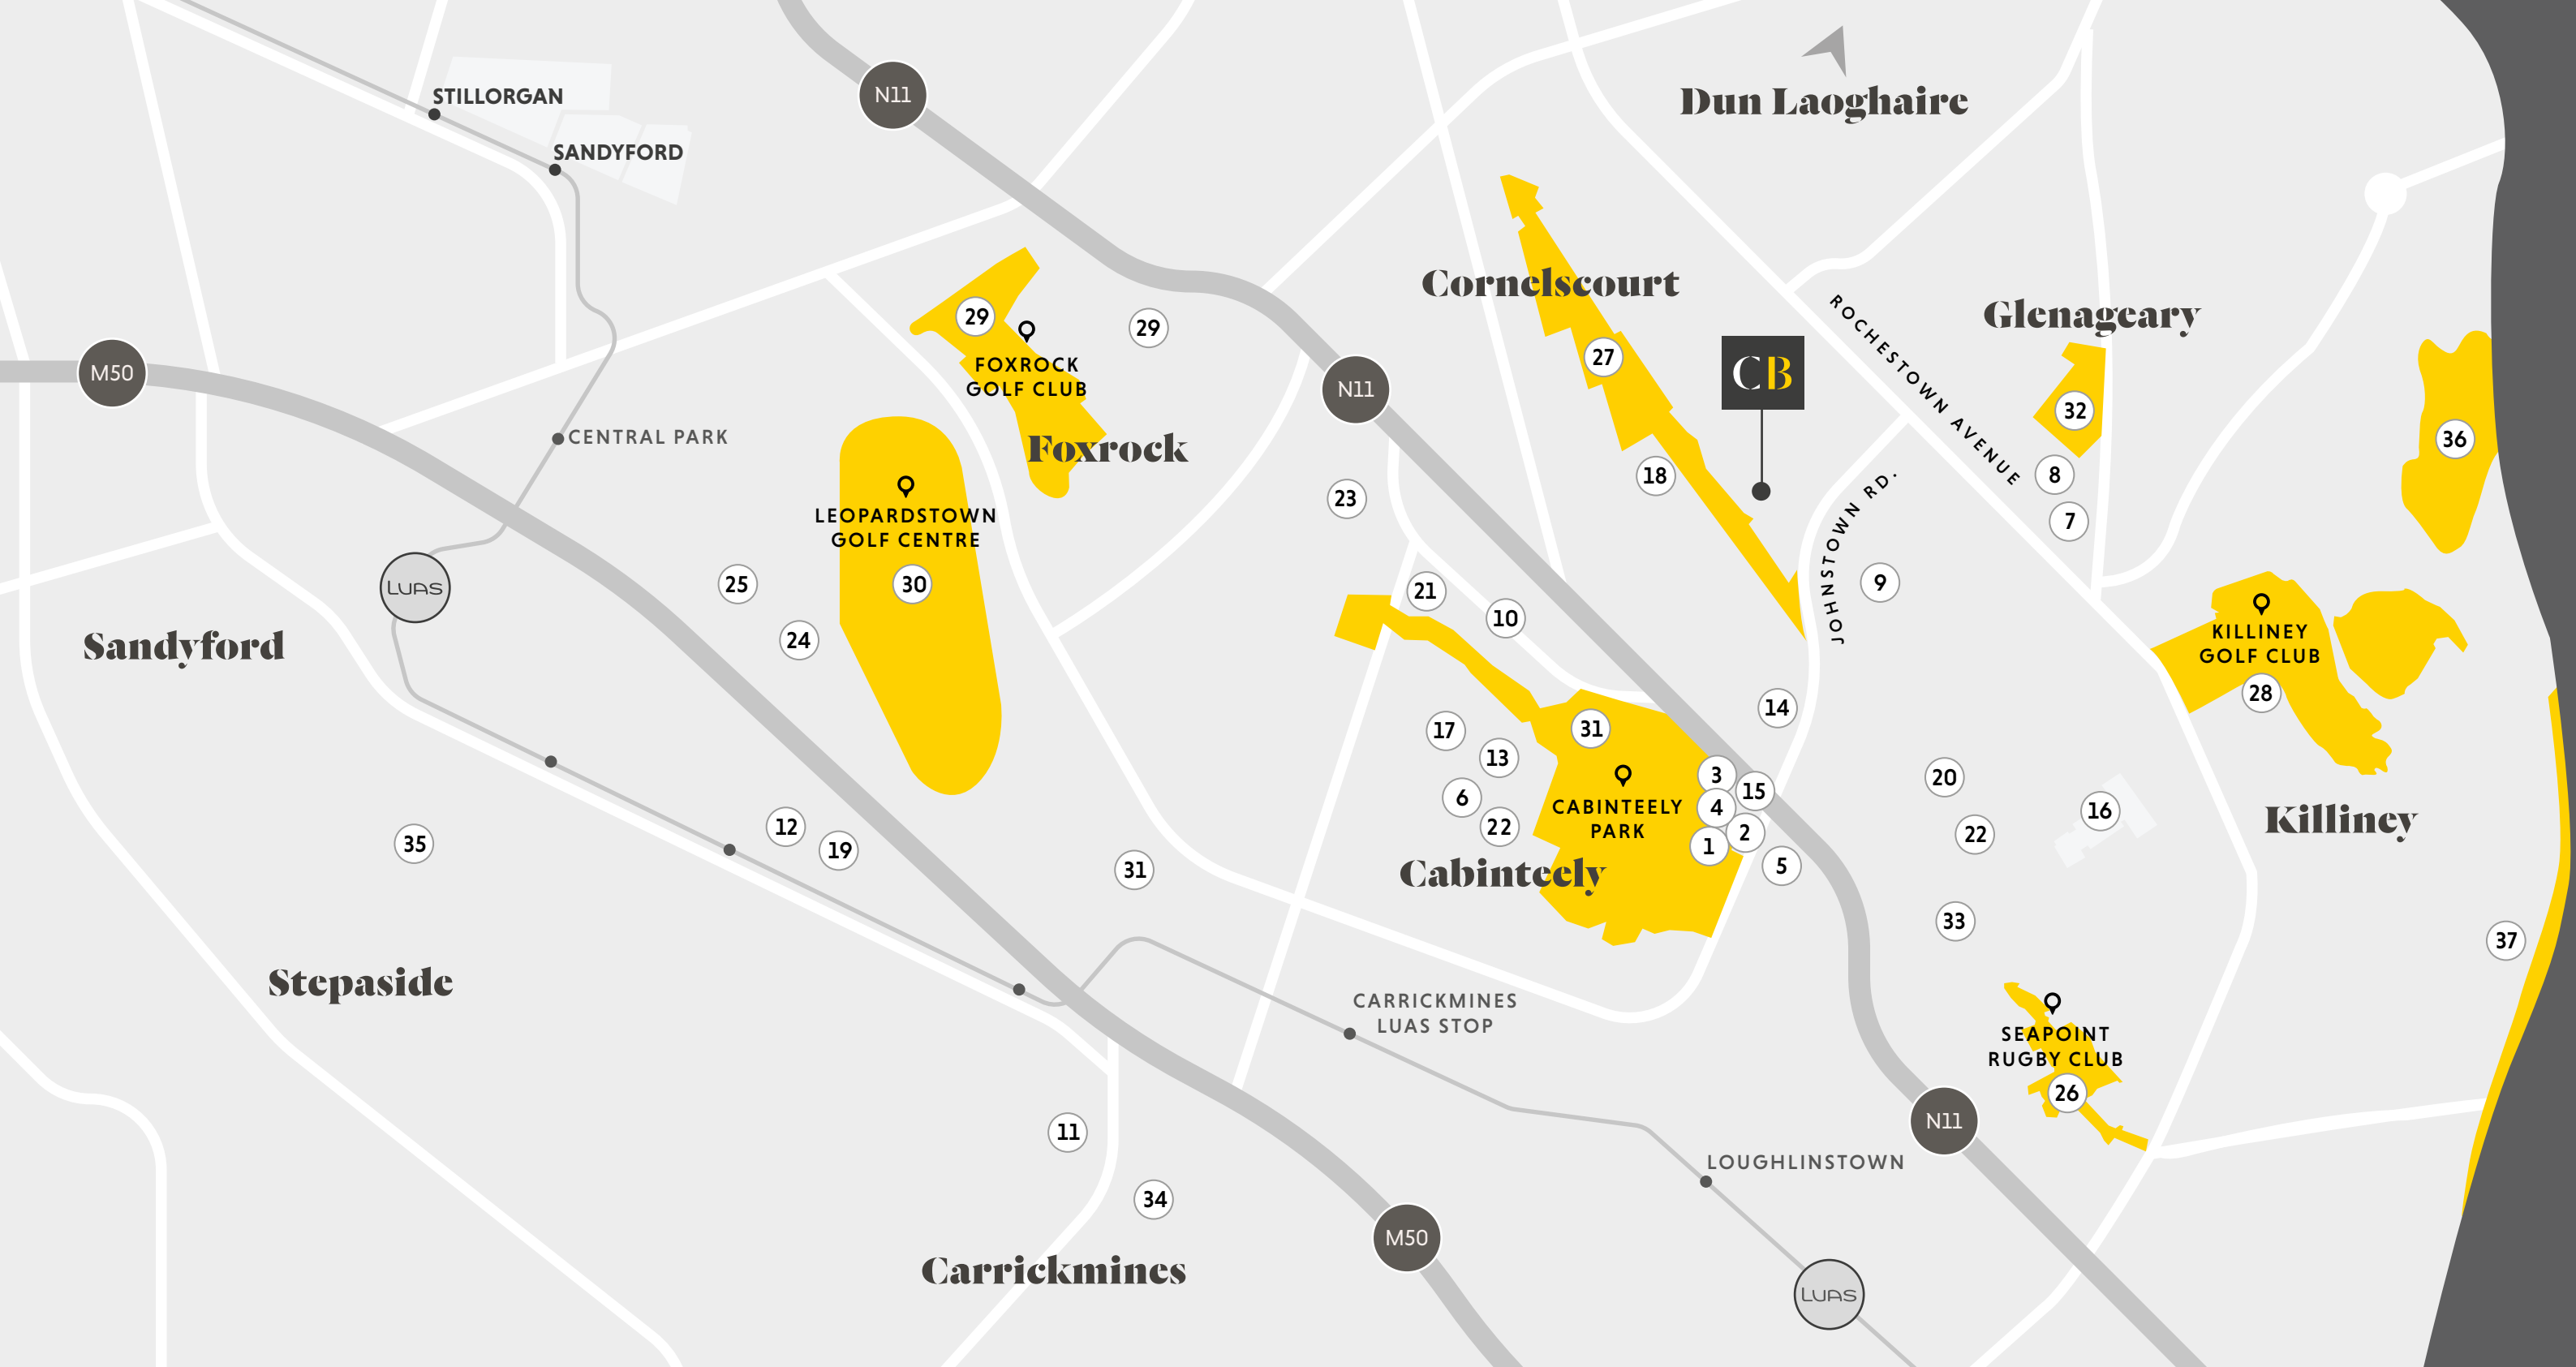 STILLORGAN
N11
Dun Laoghaire
SANDYFORD
Cornelscourt
29
29
FOXROCK
GOLF CLUB
Foxrock
M50
CENTRAL PARK
N11
27
CB
ROCHESTOWN AVENUE
Glenageary
32
36
18
8
7
23
JOHNSTOWN RD.
9
LEOPARDSTOWN
GOLF CENTRE
30
25
24
LUAS
Sandyford
21
10
KILLINEY
GOLF CLUB
28
14
17
13
6
22
31
CABINTEELY
PARK
3
15
4
2
1
5
Cabinteely
20
22
16
Killiney
12
19
35
31
33
37
Stepaside
CARRICKMINES
LUAS STOP
SEAPOINT
RUGBY CLUB
26
11
N11
LOUGHLINSTOWN
34
M50
Carrickmines
LUAS